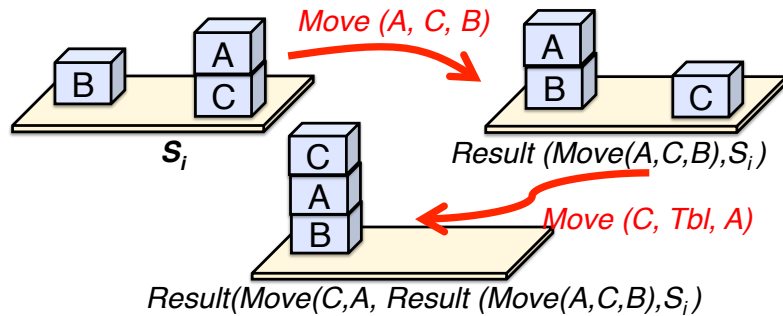 Move (A, C, B)
B
A
C
A
B
C
S_i
Result (Move(A,C,B),S_i)
C
A
B
Move (C, Tbl, A)
Result(Move(C,A, Result (Move(A,C,B),S_i)